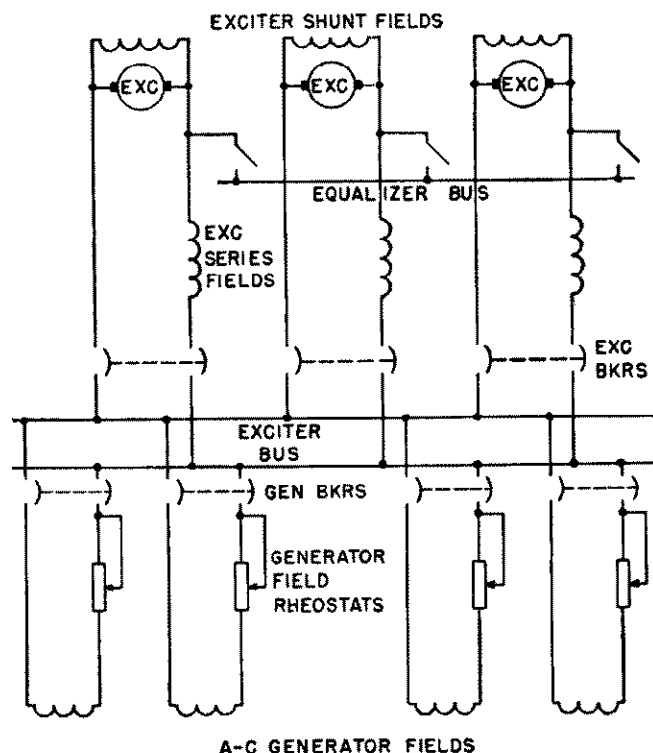 EXCITER SHUNT FIELDS
EXC
EXC
EXC
EQUALIZER BUS
EXC
SERIES
FIELDS
EXC
BKRS
EXCITER
BUS
GEN BKRS
GENERATOR
FIELD
RHEOSTATS
A-C GENERATOR FIELDS